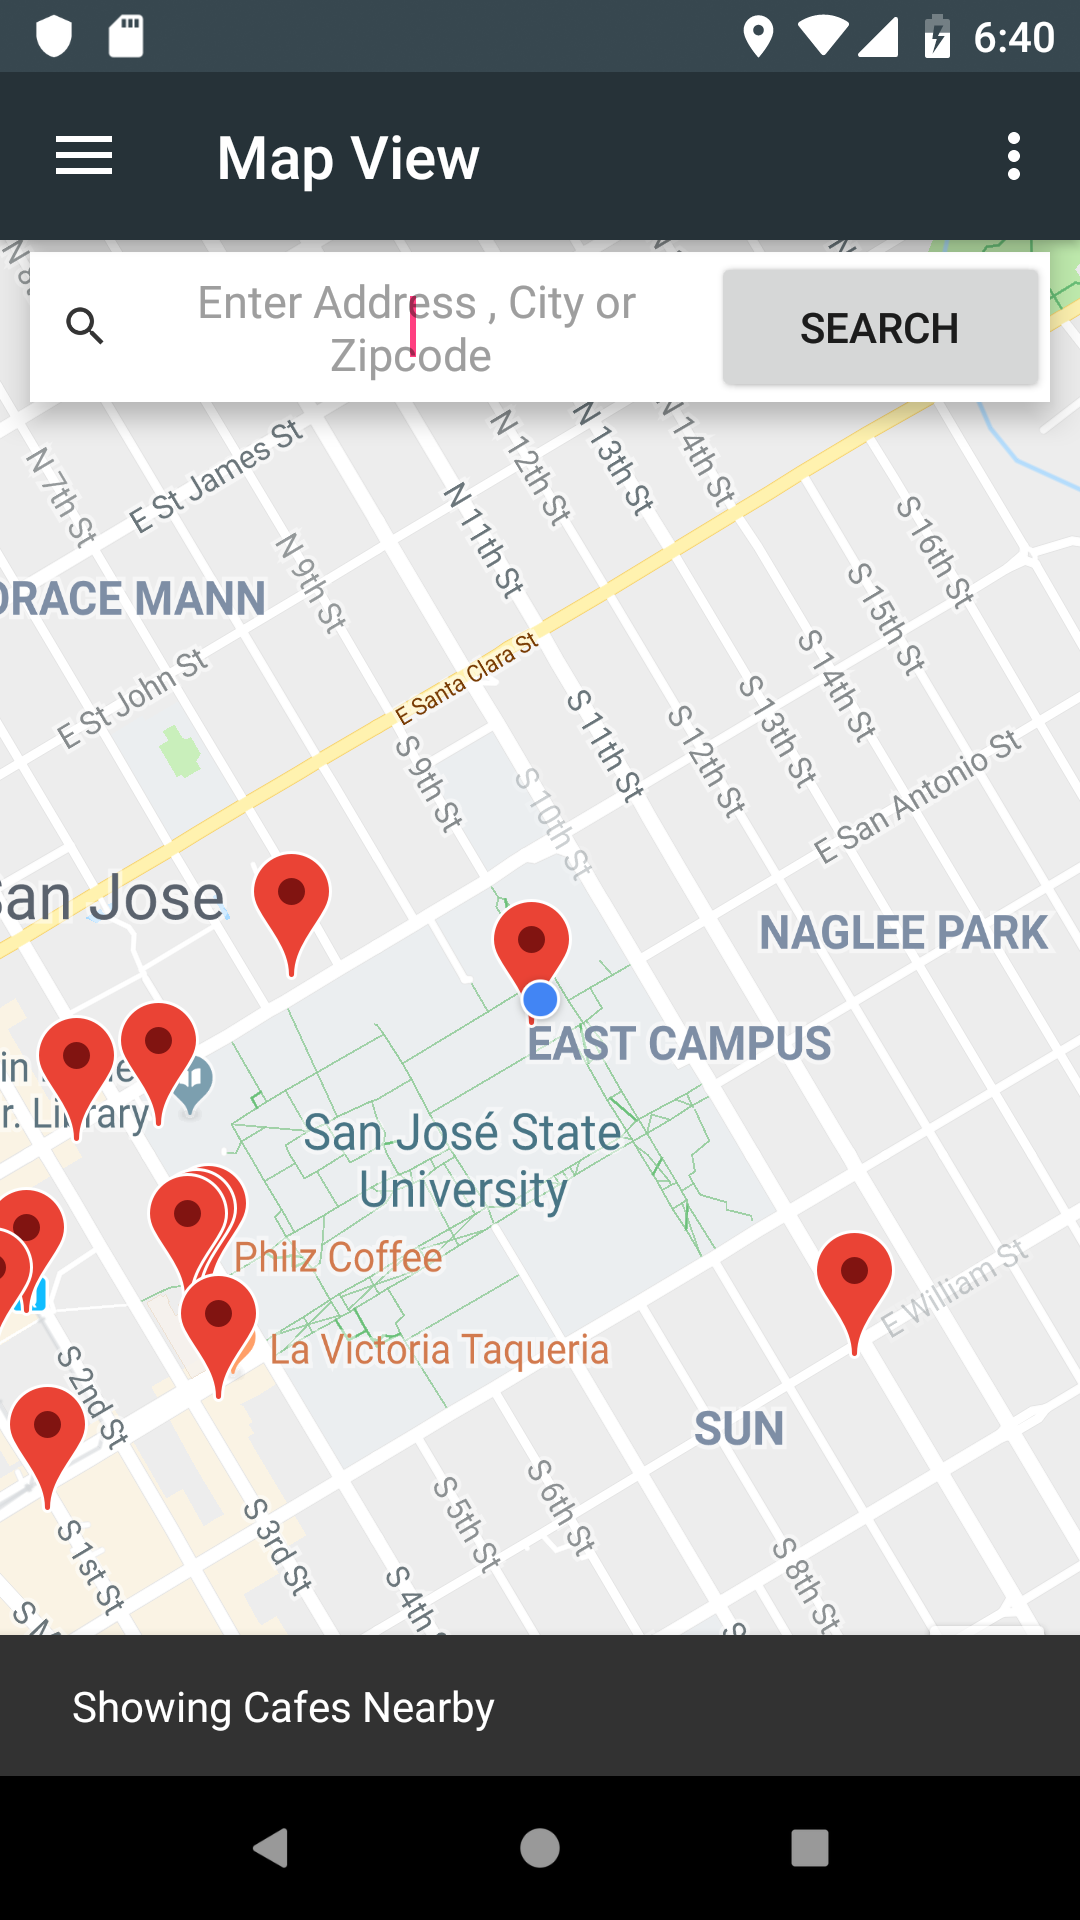 6:40
Map View
Enter Address , City or
Zipcode
SEARCH
N 7th St
E St James St
N 9th St
N 11th St
N 12th St
N 13th St
N 14th St
S 16th St
S 15th St
S 14th St
S 13th St
S 12th St
S 11th St
ORACE MANN
E St John St
E Santa Clara St
S 9th St
S 10th St
E San Antonio St
San Jose
NAGLEE PARK
EAST CAMPUS
r. Library
San José State
University
Philz Coffee
La Victoria Taqueria
E William St
SUN
S 2nd St
S 1st St
S 3rd St
S 4th
S 5th St
S 6th St
S 8th St
Showing Cafes Nearby